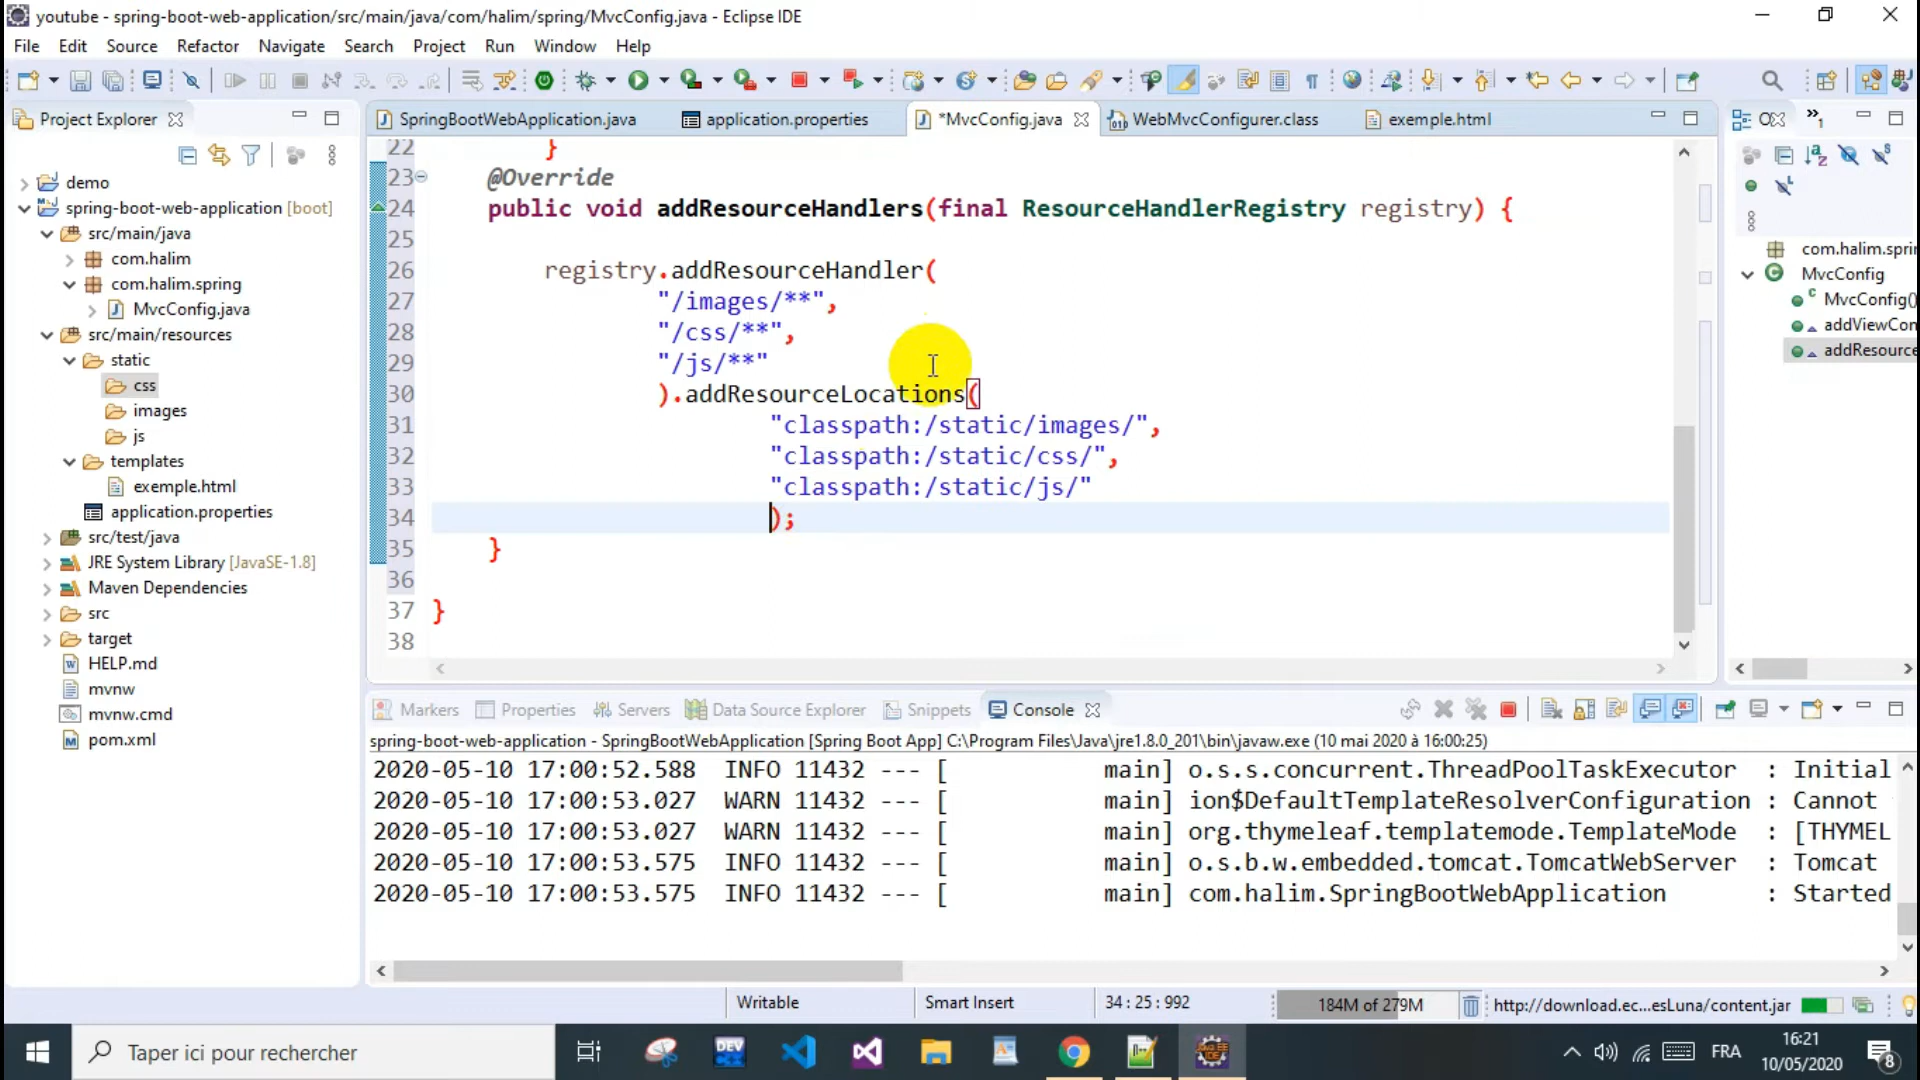 youtube - spring-boot-web-application/src/main/java/com/halim/spring/MvcConfig.java - Eclipse IDE
File Edit Source Refactor Navigate Search Project Run Window Help
Project Explorer
SpringBootWebApplication.java application.properties *MvcConfig.java WebMvcConfigurer.class exemple.html
demo
spring-boot-web-application [boot]
src/main/java
com.halim
com.halim.spring
MvcConfig.java
src/main/resources
static
css
images
js
templates
exemple.html
application.properties
src/test/java
JRE System Library [JavaSE-1.8]
Maven Dependencies
src
target
HELP.md
mvnw
mvnw.cmd
pom.xml
22 }
23 @Override
24 public void addResourceHandlers(final ResourceHandlerRegistry registry) {
25
26 registry.addResourceHandler(
27 "/images/**",
28 "/css/**",
29 "/js/**"
30 ).addResourceLocations(
31 "classpath:/static/images/",
32 "classpath:/static/css/",
33 "classpath:/static/js/"
34 );
35 }
36
37 }
38
com.halim.sprin
MvcConfig
MvcConfig()
addViewCon
addResource
Markers Properties Servers Data Source Explorer Snippets Console
spring-boot-web-application - SpringBootWebApplication [Spring Boot App] C:\Program Files\Java\jre1.8.0_201\bin\javaw.exe (10 mai 2020 à 16:00:25)
2020-05-10 17:00:52.588 INFO 11432 --- [ main] o.s.s.concurrent.ThreadPoolTaskExecutor : Initial
2020-05-10 17:00:53.027 WARN 11432 --- [ main] ion$DefaultTemplateResolverConfiguration : Cannot
2020-05-10 17:00:53.027 WARN 11432 --- [ main] org.thymeleaf.templatemode.TemplateMode : [THYMEL
2020-05-10 17:00:53.575 INFO 11432 --- [ main] o.s.b.w.embedded.tomcat.TomcatWebServer : Tomcat
2020-05-10 17:00:53.575 INFO 11432 --- [ main] com.halim.SpringBootWebApplication : Started
Writable Smart Insert 34 : 25 : 992 184M of 279M http://download.ec...esLuna/content.jar
Taper ici pour rechercher
DEV
FRA
16:21
10/05/2020
8